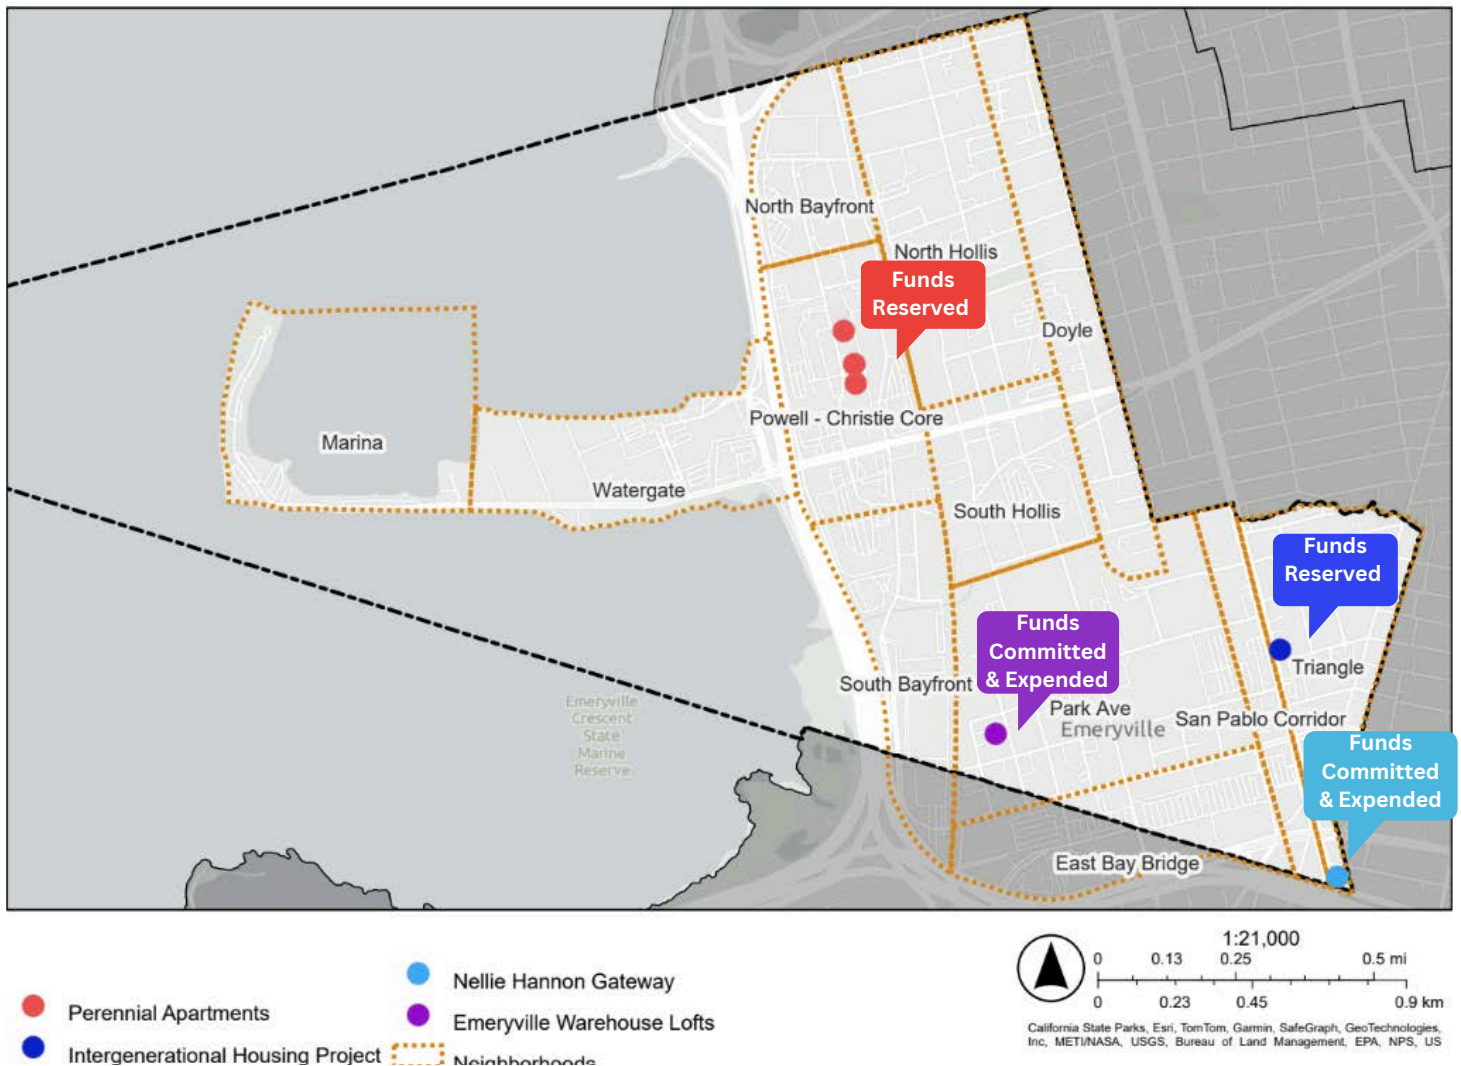 North Bayfront
North Hollis
Funds
Reserved
Doyle
Powell - Christie Core
Marina
Watergate
South Hollis
Funds
Reserved
Funds
Committed
& Expended
Triangle
South Bayfront
Park Ave
Emeryville
San Pablo Corridor
Emeryville
Crescent
State
Marine
Reserve
Funds
Committed
& Expended
East Bay Bridge
Perennial Apartments
Intergenerational Housing Project
Nellie Hannon Gateway
Emeryville Warehouse Lofts
Neighborhoods
1:21,000
0 0.13 0.25 0.5 mi
0 0.23 0.45 0.9 km
California State Parks, Esri, TomTom, Garmin, SafeGraph, GeoTechnologies,
Inc, METI/NASA, USGS, Bureau of Land Management, EPA, NPS, US